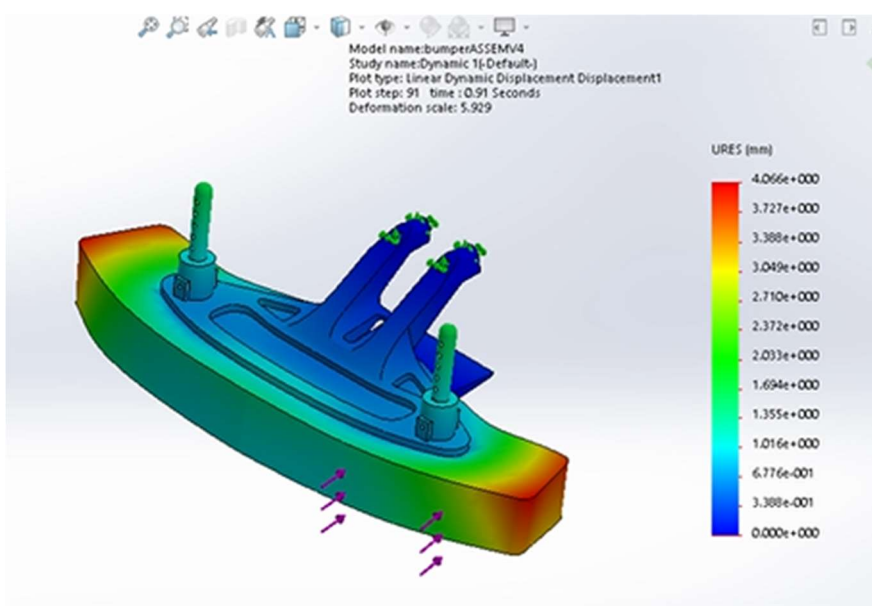 Model name:bumperASSEMV4
Study name:Dynamic 1(-Default-)
Plot type: Linear Dynamic Displacement Displacement1
Plot step: 91 time : 0.91 Seconds
Deformation scale: 5.929
URES (mm)
4.066e+000
3.727e+000
3.388e+000
3.049e+000
2.710e+000
2.372e+000
2.033e+000
1.694e+000
1.355e+000
1.016e+000
6.776e-001
3.388e-001
0.000e+000